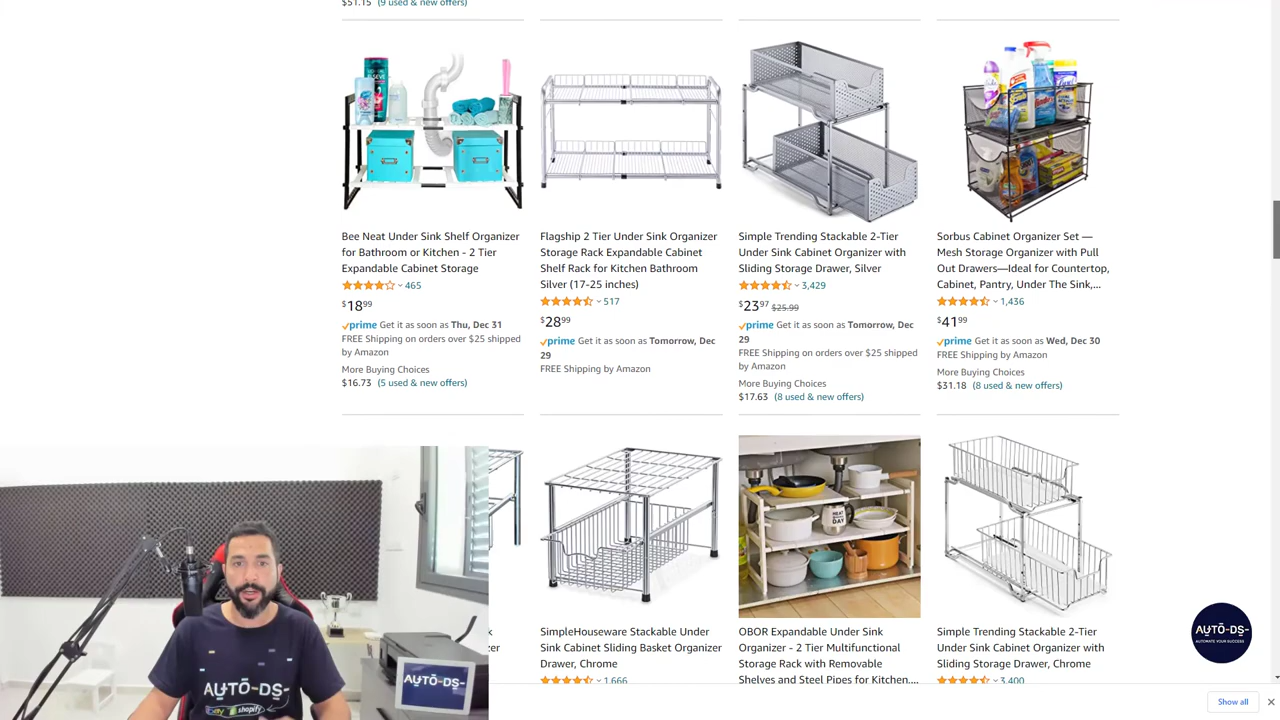 $51.15 (9 used & new offers)
Bee Neat Under Sink Shelf Organizer
for Bathroom or Kitchen - 2 Tier
Expandable Cabinet Storage
465
$18.99
prime Get it as soon as Thu, Dec 31
FREE Shipping on orders over $25 shipped
by Amazon
More Buying Choices
$16.73 (5 used & new offers)
Flagship 2 Tier Under Sink Organizer
Storage Rack Expandable Cabinet
Shelf Rack for Kitchen Bathroom
Silver (17-25 inches)
517
$28.99
prime Get it as soon as Tomorrow, Dec
29
FREE Shipping by Amazon
Simple Trending Stackable 2-Tier
Under Sink Cabinet Organizer with
Sliding Storage Drawer, Silver
3,429
$23.97 $25.99
prime Get it as soon as Tomorrow, Dec
29
FREE Shipping on orders over $25 shipped
by Amazon
More Buying Choices
$17.63 (8 used & new offers)
Sorbus Cabinet Organizer Set —
Mesh Storage Organizer with Pull
Out Drawers—Ideal for Countertop,
Cabinet, Pantry, Under The Sink,...
1,436
$41.99
prime Get it as soon as Wed, Dec 30
FREE Shipping by Amazon
More Buying Choices
$31.18 (8 used & new offers)
SimpleHouseware Stackable Under
Sink Cabinet Sliding Basket Organizer
Drawer, Chrome
1,666
OBOR Expandable Under Sink
Organizer - 2 Tier Multifunctional
Storage Rack with Removable
Shelves and Steel Pipes for Kitchen,...
Simple Trending Stackable 2-Tier
Under Sink Cabinet Organizer with
Sliding Storage Drawer, Chrome
3,400
AUTO-DS-
ebay shopify
AUTO-DS-
AUTO-DS-
AUTOMATE YOUR SUCCESS
Show all